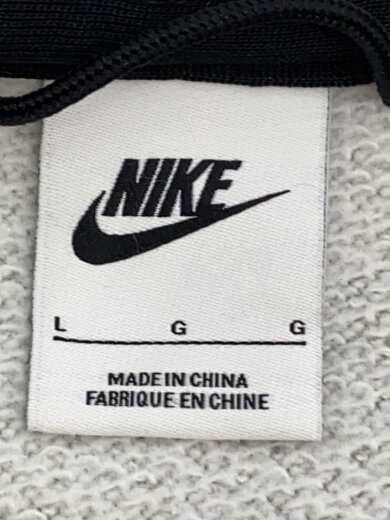 NIKE
L G G
MADE IN CHINA
FABRIQUE EN CHINE